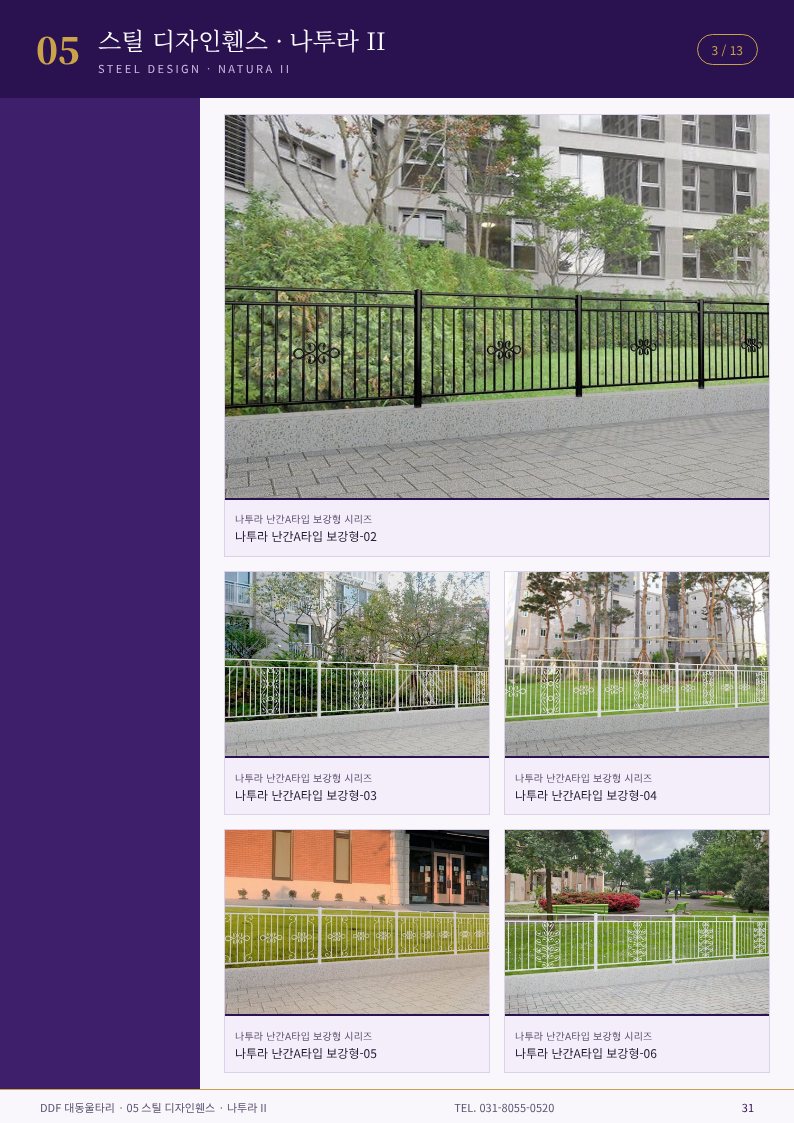 05
스틸 디자인휀스 · 나투라 II
STEEL DESIGN · NATURA II
3 / 13
나투라 난간A타입 보강형 시리즈
나투라 난간A타입 보강형-02
나투라 난간A타입 보강형 시리즈
나투라 난간A타입 보강형-03
나투라 난간A타입 보강형 시리즈
나투라 난간A타입 보강형-04
나투라 난간A타입 보강형 시리즈
나투라 난간A타입 보강형-05
나투라 난간A타입 보강형 시리즈
나투라 난간A타입 보강형-06
DDF 대동울타리 · 05 스틸 디자인휀스 · 나투라 II
TEL. 031-8055-0520
31